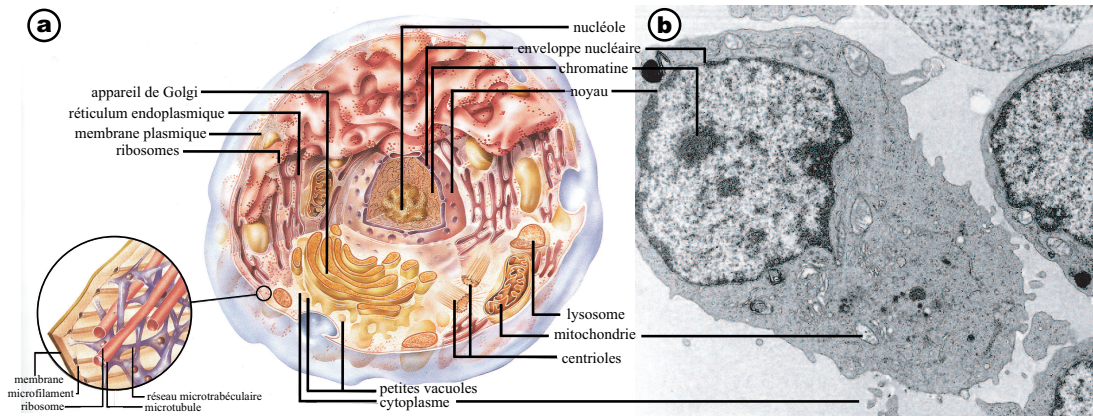 a
b
nucléole
enveloppe nucléaire
chromatine
noyau
appareil de Golgi
réticulum endoplasmique
membrane plasmique
ribosomes
lysosome
mitochondrie
centrioles
petites vacuoles
cytoplasme
membrane
microfilament
ribosome
réseau microtrabéculaire
microtubule